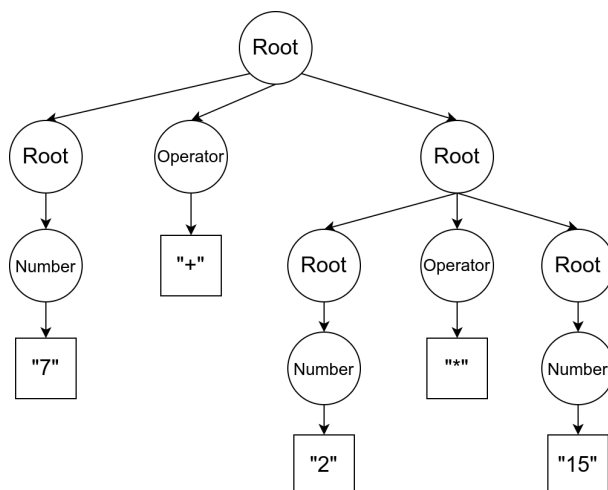 Root
Root
Operator
Root
Number
"+"
Root
Operator
Root
"7"
Number
"*"
Number
"2"
"15"